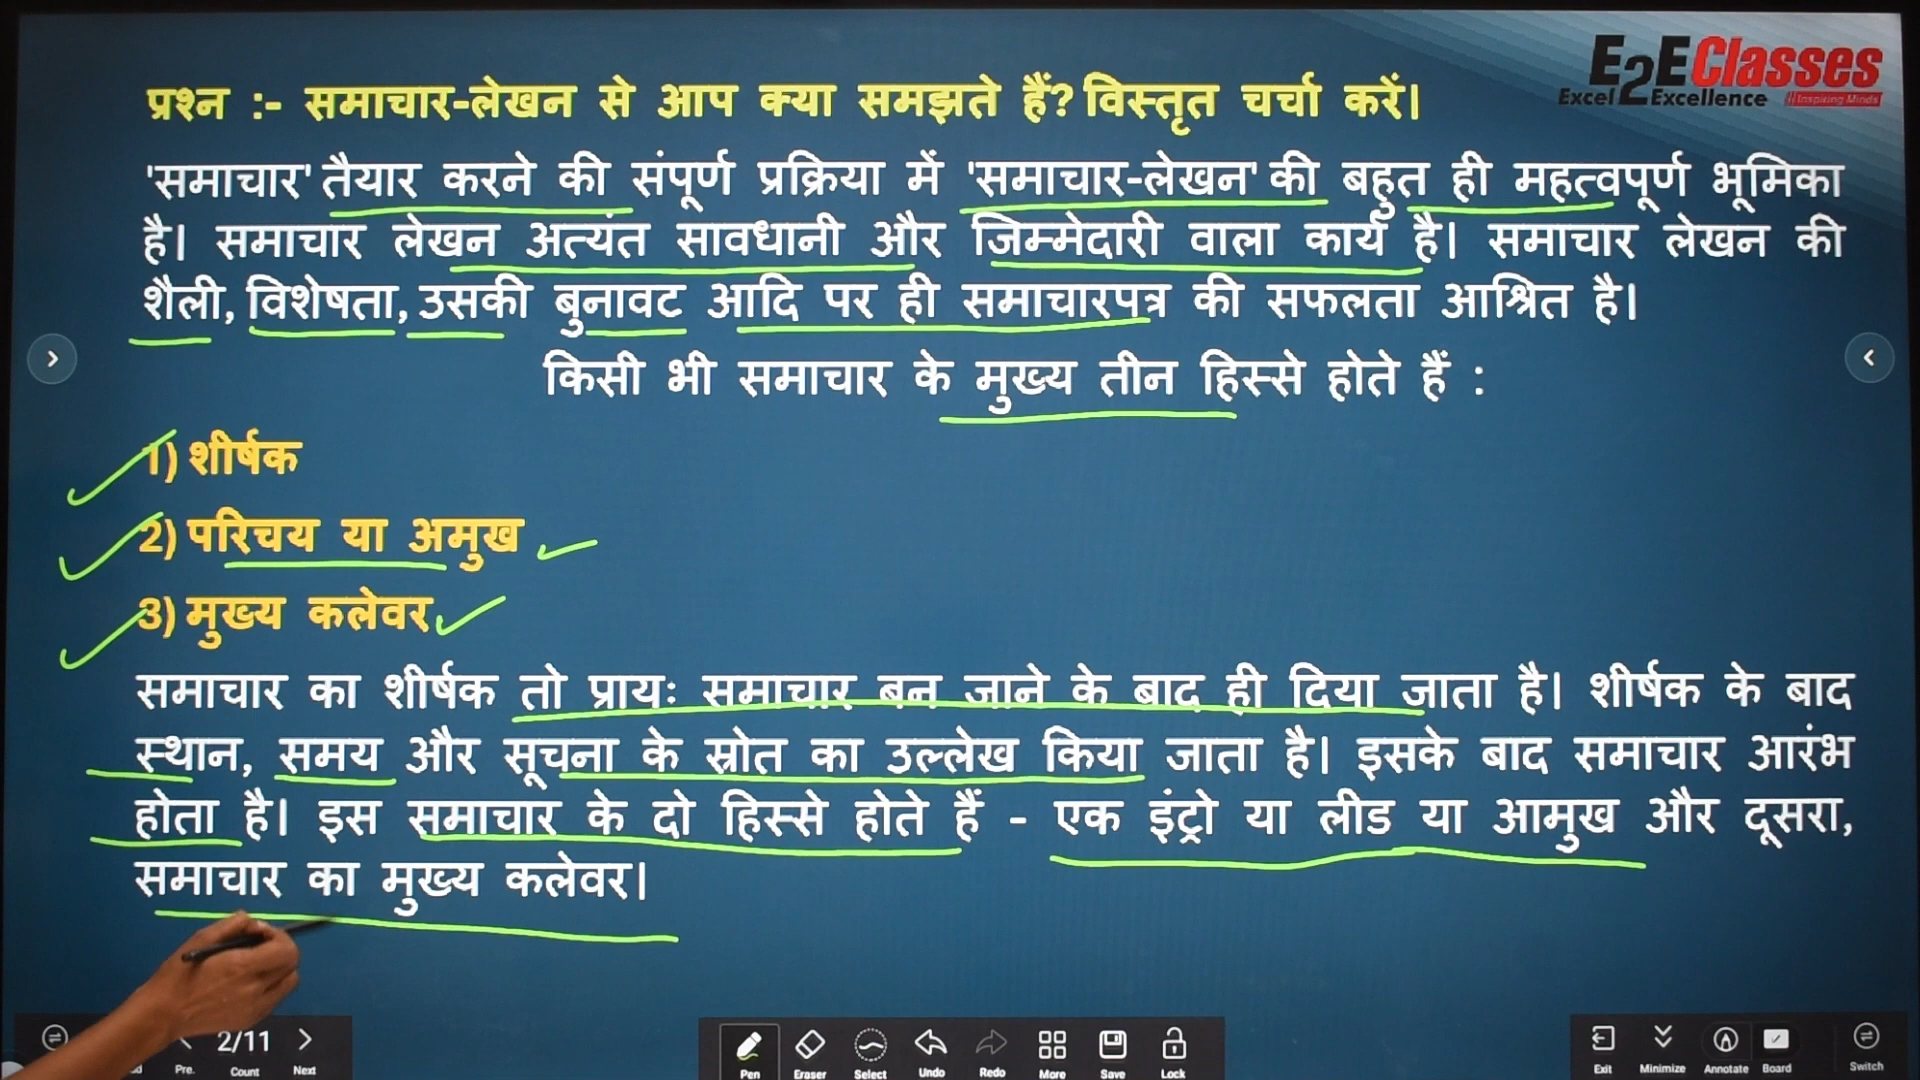 E2E Classes
Excel Excellence Inspiring Minds
प्रश्न :- समाचार-लेखन से आप क्या समझते हैं? विस्तृत चर्चा करें।
'समाचार' तैयार करने की संपूर्ण प्रक्रिया में 'समाचार-लेखन' की बहुत ही महत्वपूर्ण भूमिका
है। समाचार लेखन अत्यंत सावधानी और जिम्मेदारी वाला कार्य है। समाचार लेखन की
शैली, विशेषता, उसकी बुनावट आदि पर ही समाचारपत्र की सफलता आश्रित है।
किसी भी समाचार के मुख्य तीन हिस्से होते हैं :
1) शीर्षक
2) परिचय या अमुख
3) मुख्य कलेवर
समाचार का शीर्षक तो प्रायः समाचार बन जाने के बाद ही दिया जाता है। शीर्षक के बाद
स्थान, समय और सूचना के स्रोत का उल्लेख किया जाता है। इसके बाद समाचार आरंभ
होता है। इस समाचार के दो हिस्से होते हैं - एक इंट्रो या लीड या आमुख और दूसरा,
समाचार का मुख्य कलेवर।
2/11
Pre. Count Next
Pen Eraser Select Undo Redo More Save Lock
Exit Minimize Annotate Board Switch